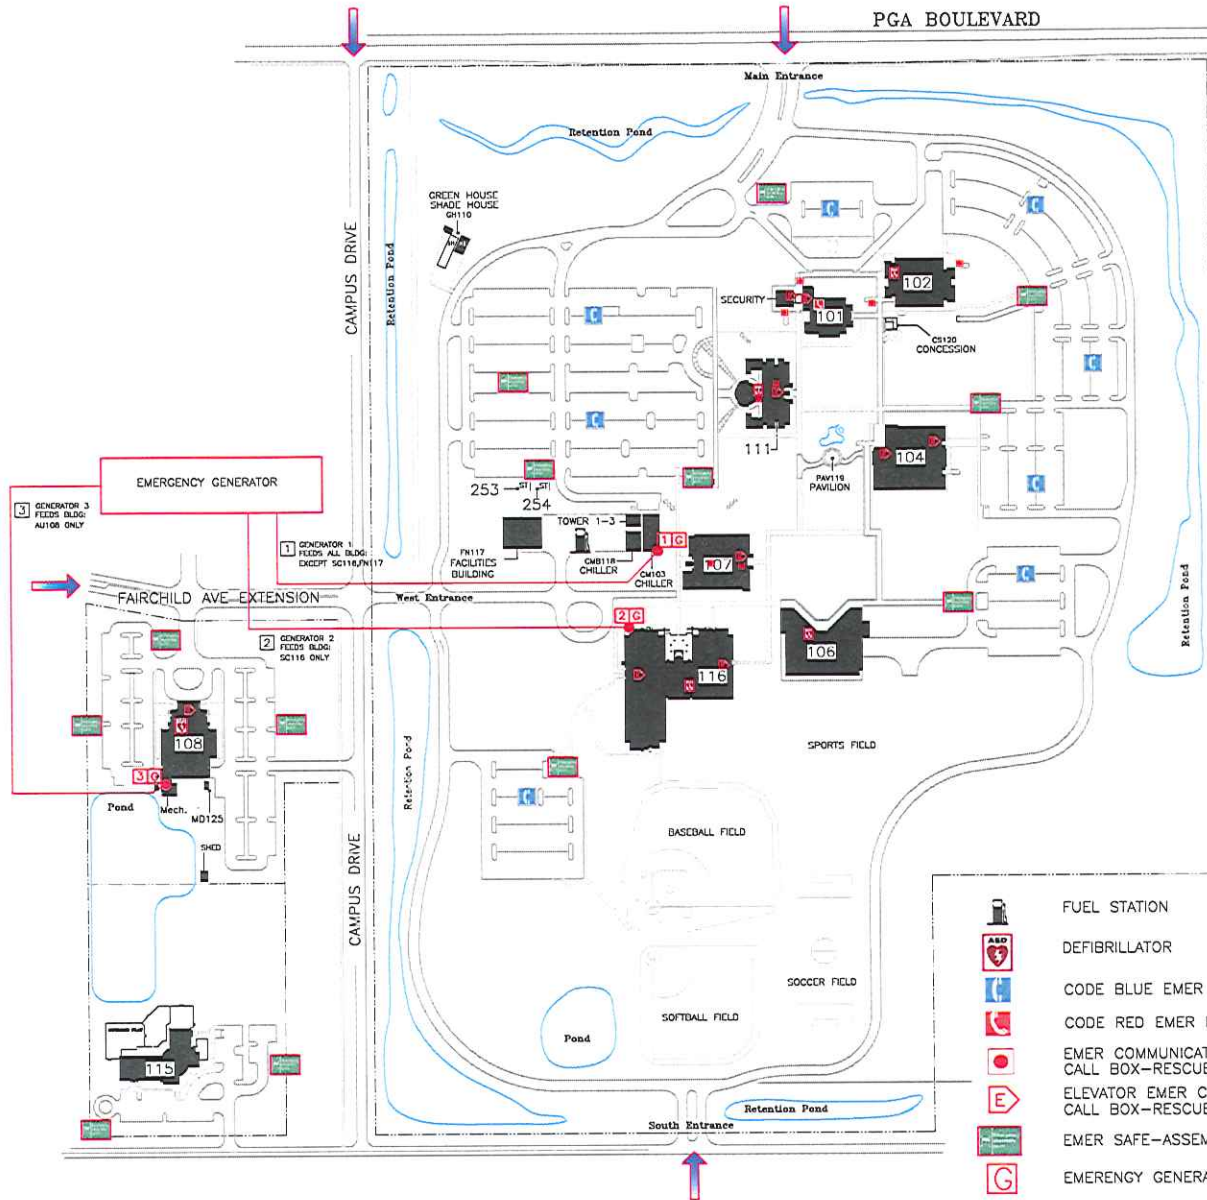 PGA BOULEVARD
Main Entrance
Retention Pond
GREEN HOUSE
SHADE HOUSE
GH110
CAMPUS DRIVE
Retention Pond
SECURITY
102
101
CS120
CONCESSION
111
104
PAV119
PAVILION
EMERGENCY GENERATOR
3 GENERATOR 3
FEEDS BLDG:
AU108 ONLY
253
254
TOWER 1-3
1 GENERATOR 1
FEEDS ALL BLDG:
EXCEPT SC116,FN117
FN117
FACILITIES
BUILDING
CMB118
CHILLER
CM103
CHILLER
1 G
107
FAIRCHILD AVE EXTENSION
West Entrance
2 G
2 GENERATOR 2
FEEDS BLDG:
SC116 ONLY
106
116
Retention Pond
108
3 G
SPORTS FIELD
Pond
Mech.
MD125
Retention Pond
SHED
BASEBALL FIELD
CAMPUS DRIVE
SOCCER FIELD
SOFTBALL FIELD
Pond
115
Retention Pond
South Entrance
FUEL STATION
AED
DEFIBRILLATOR
CODE BLUE EMER
CODE RED EMER
EMER COMMUNICAT
CALL BOX-RESCUE
E
ELEVATOR EMER C
CALL BOX-RESCUE
EMER SAFE-ASSEM
G
EMERENGY GENERA